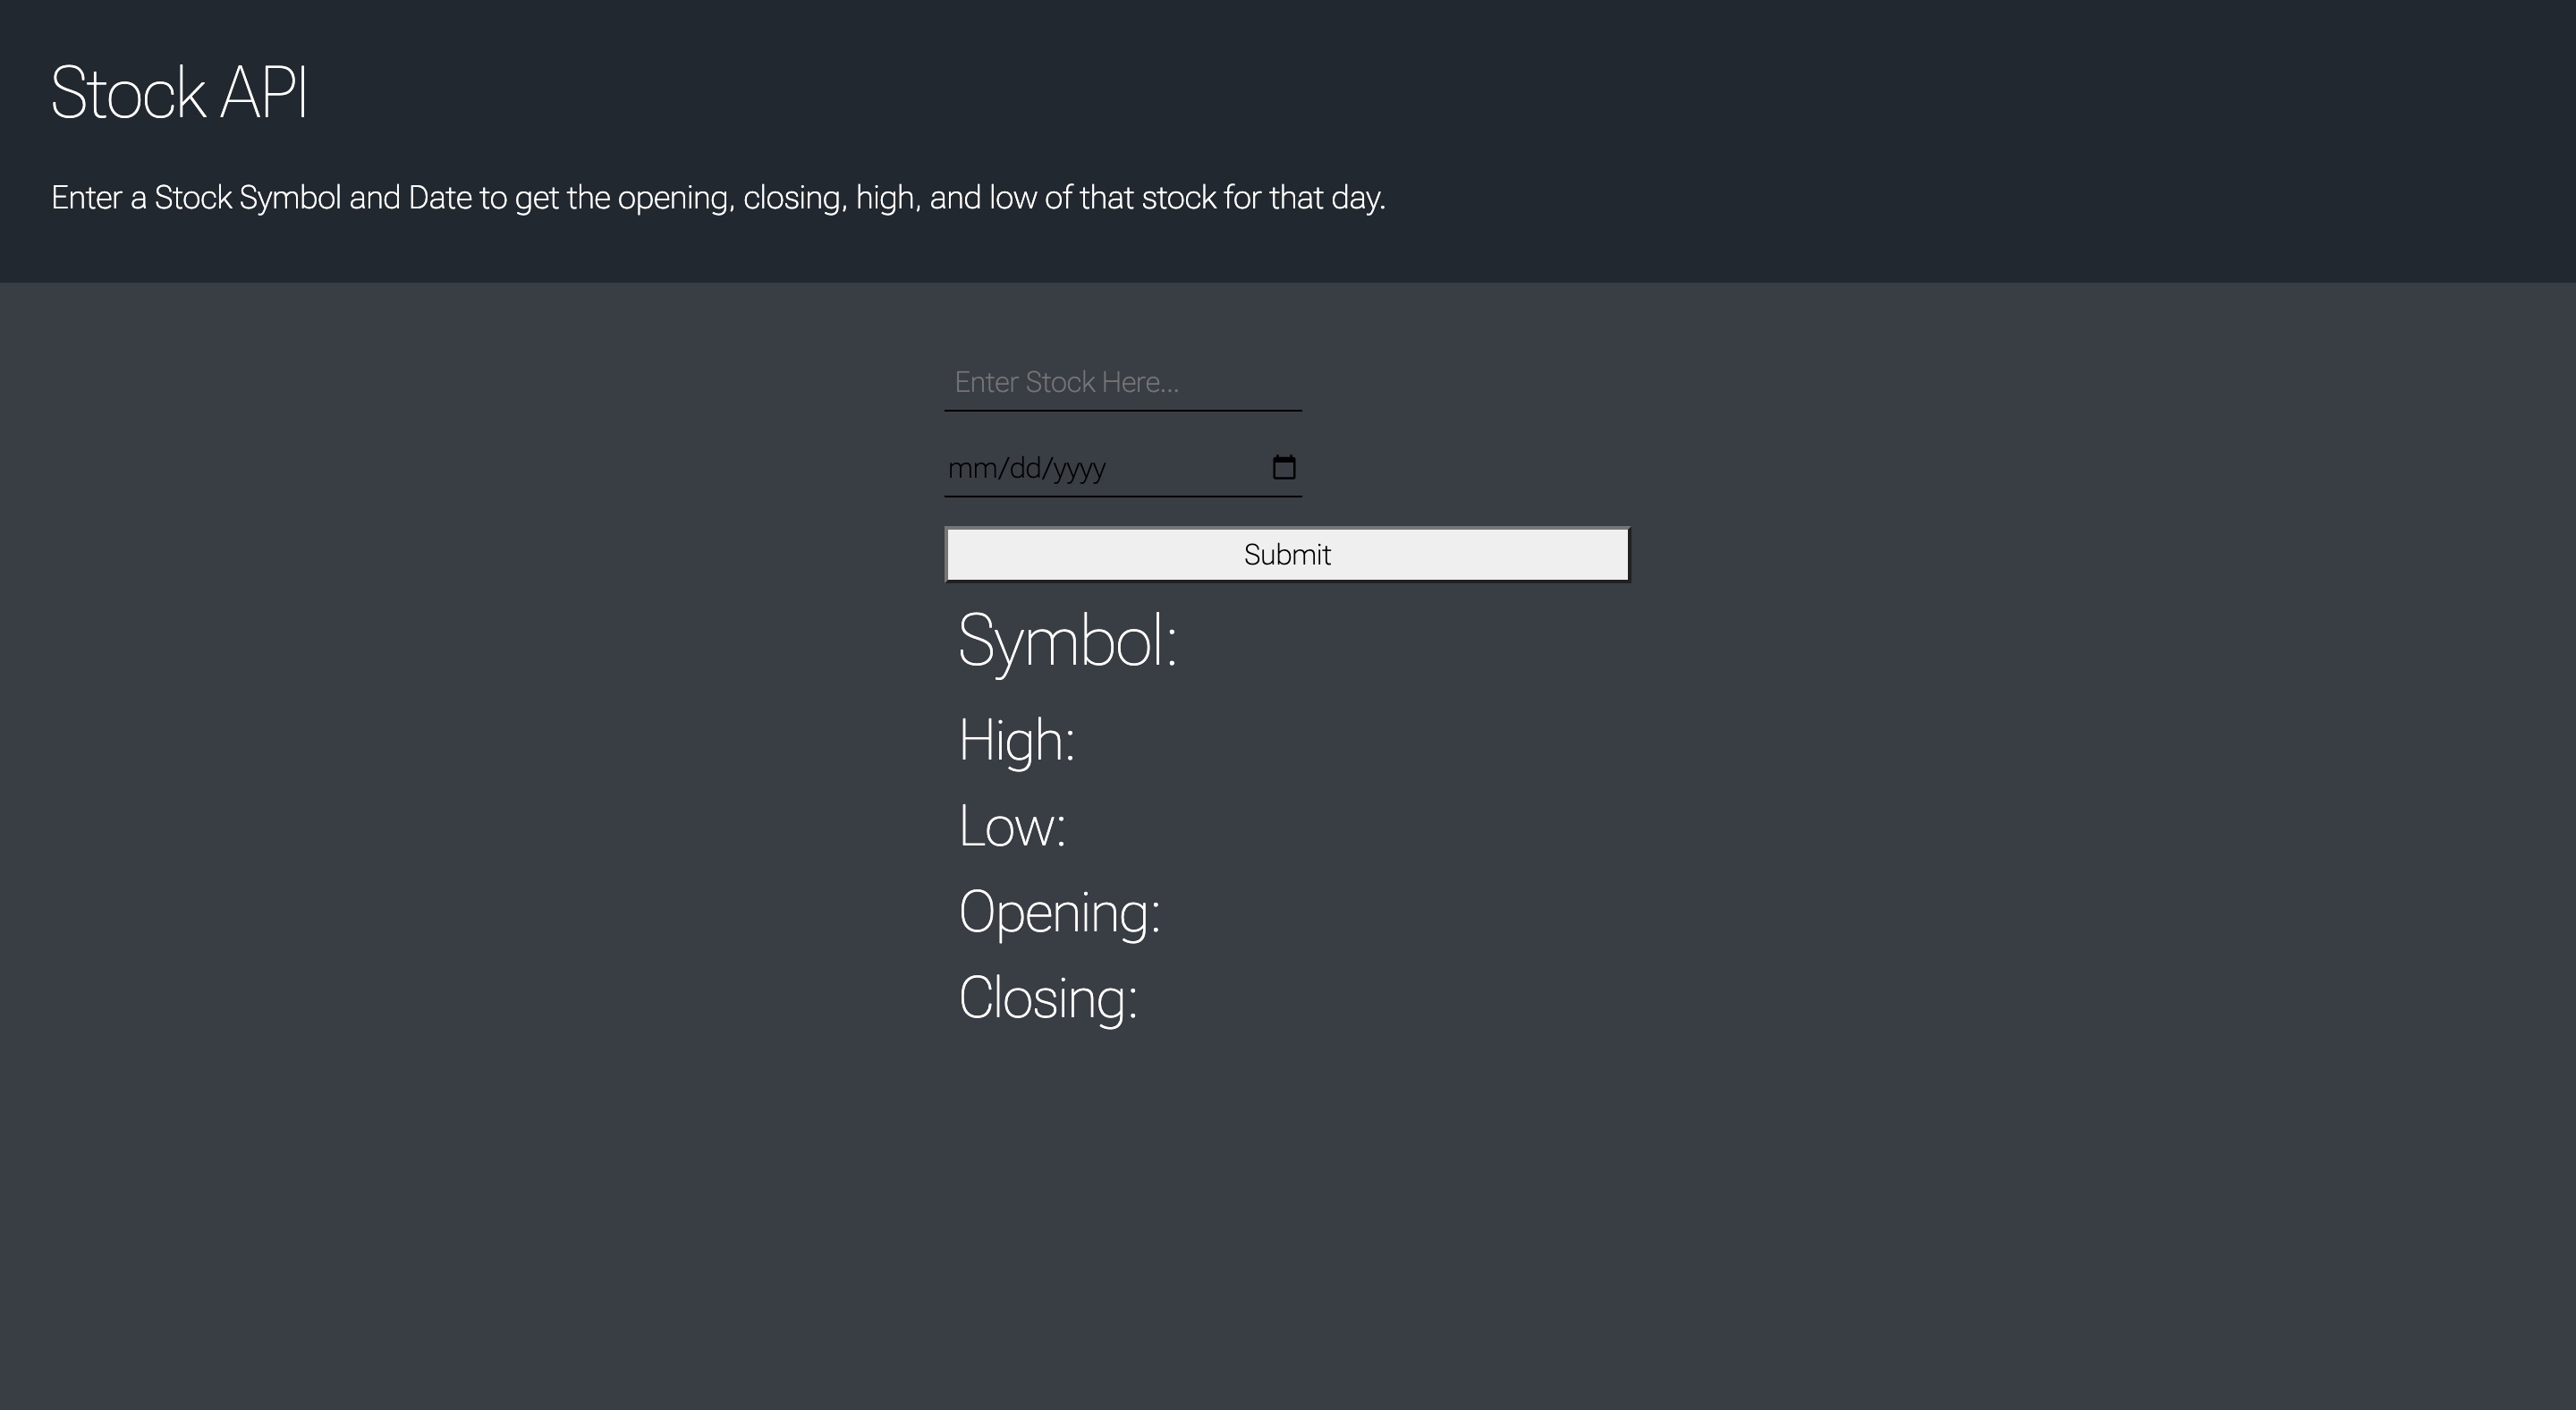 Stock API
Enter a Stock Symbol and Date to get the opening, closing, high, and low of that stock for that day.
Enter Stock Here...
mm/dd/yyyy
Submit
Symbol:
High:
Low:
Opening:
Closing: